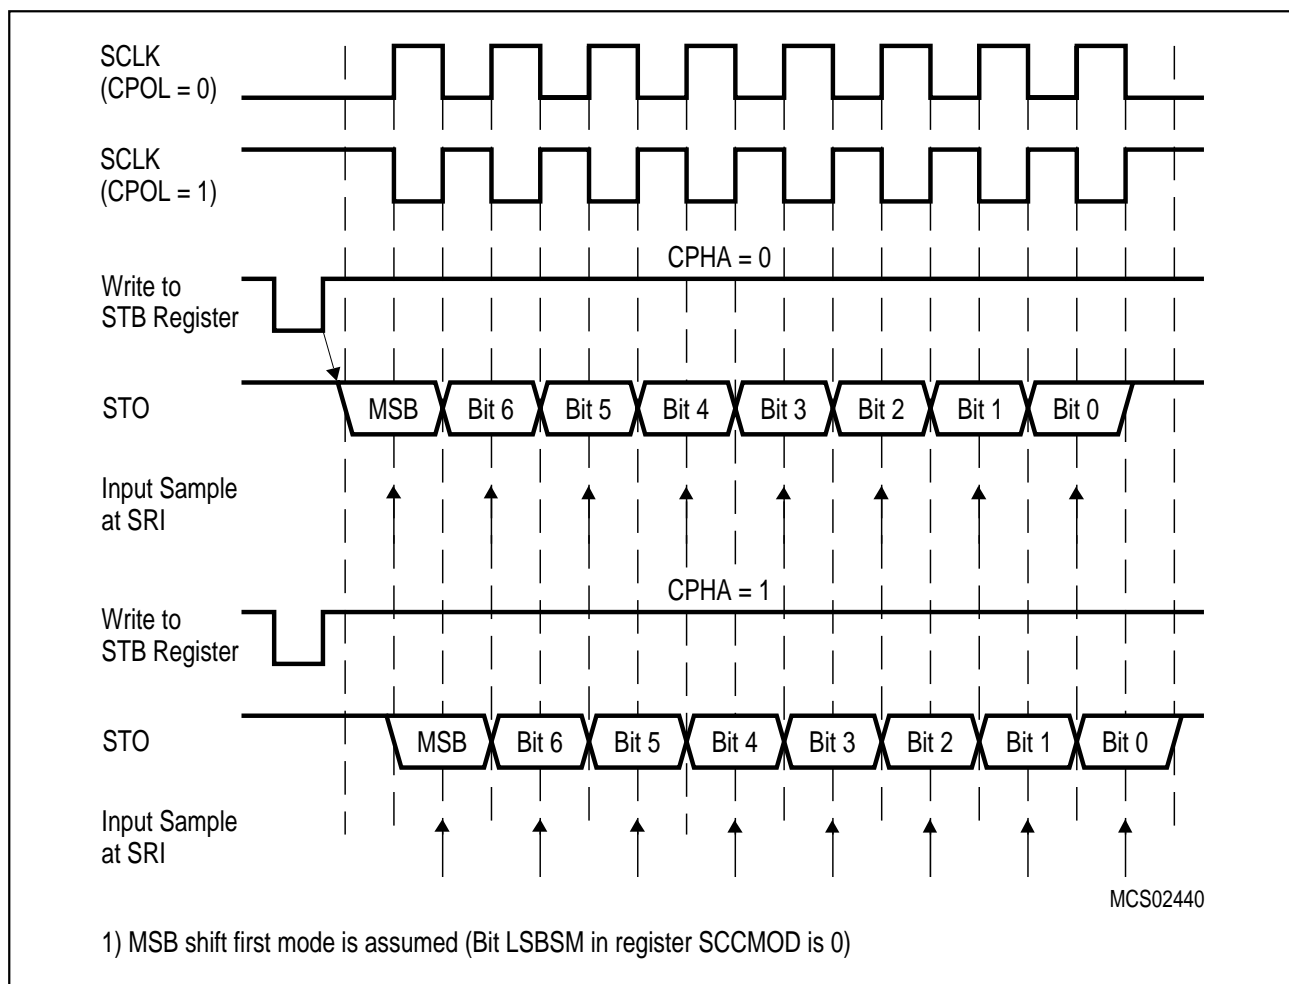 SCLK
(CPOL = 0)
SCLK
(CPOL = 1)
CPHA = 0
Write to
STB Register
STO
MSB Bit 6 Bit 5 Bit 4 Bit 3 Bit 2 Bit 1 Bit 0
Input Sample
at SRI
CPHA = 1
Write to
STB Register
STO
MSB Bit 6 Bit 5 Bit 4 Bit 3 Bit 2 Bit 1 Bit 0
Input Sample
at SRI
MCS02440
1) MSB shift first mode is assumed (Bit LSBSM in register SCCMOD is 0)